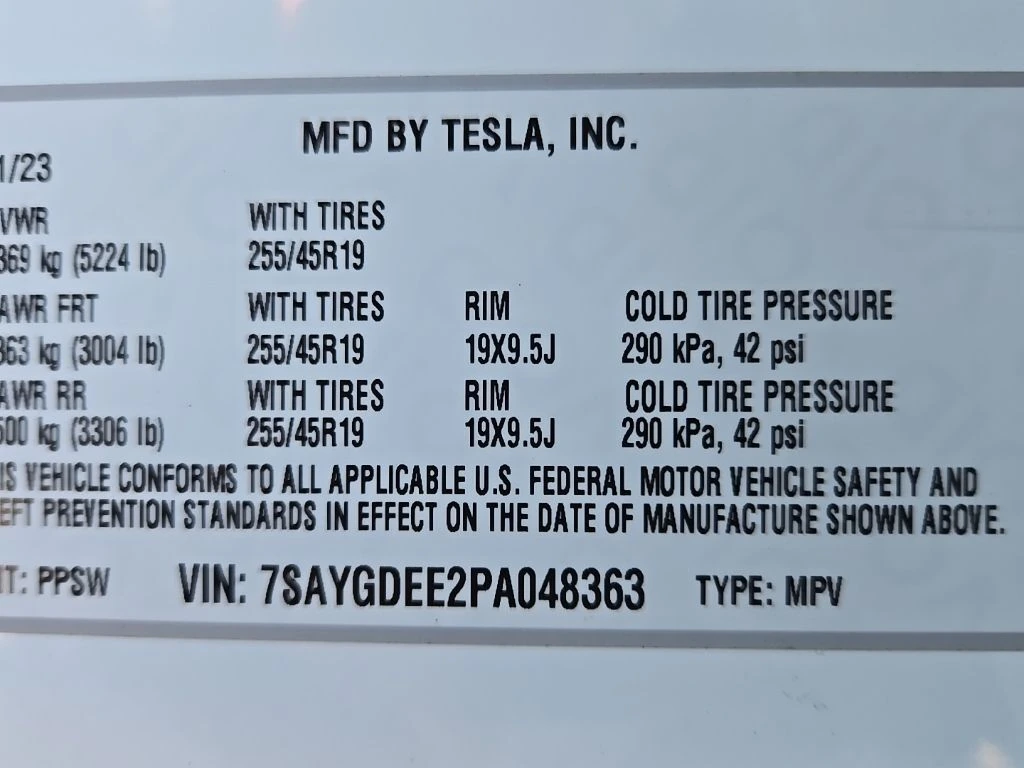 MFD BY TESLA, INC.
1/23
VWR WITH TIRES
369 kg (5224 lb) 255/45R19
AWR FRT WITH TIRES RIM COLD TIRE PRESSURE
363 kg (3004 lb) 255/45R19 19X9.5J 290 kPa, 42 psi
AWR RR WITH TIRES RIM COLD TIRE PRESSURE
500 kg (3306 lb) 255/45R19 19X9.5J 290 kPa, 42 psi
IS VEHICLE CONFORMS TO ALL APPLICABLE U.S. FEDERAL MOTOR VEHICLE SAFETY AND
EFT PREVENTION STANDARDS IN EFFECT ON THE DATE OF MANUFACTURE SHOWN ABOVE.
NT: PPSW VIN: 7SAYGDEE2PA048363 TYPE: MPV